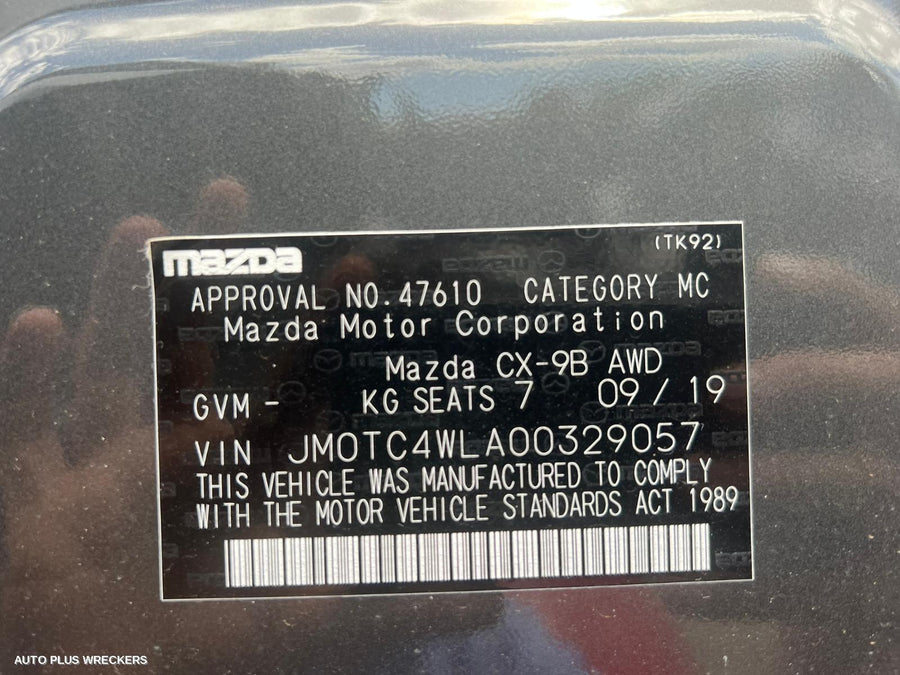 (TK92)
mazda
APPROVAL NO. 47610 CATEGORY MC
Mazda Motor Corporation
Mazda CX-9B AWD
GVM - KG SEATS 7 09 / 19
VIN JM0TC4WLA00329057
THIS VEHICLE WAS MANUFACTURED TO COMPLY
WITH THE MOTOR VEHICLE STANDARDS ACT 1989
AUTO PLUS WRECKERS